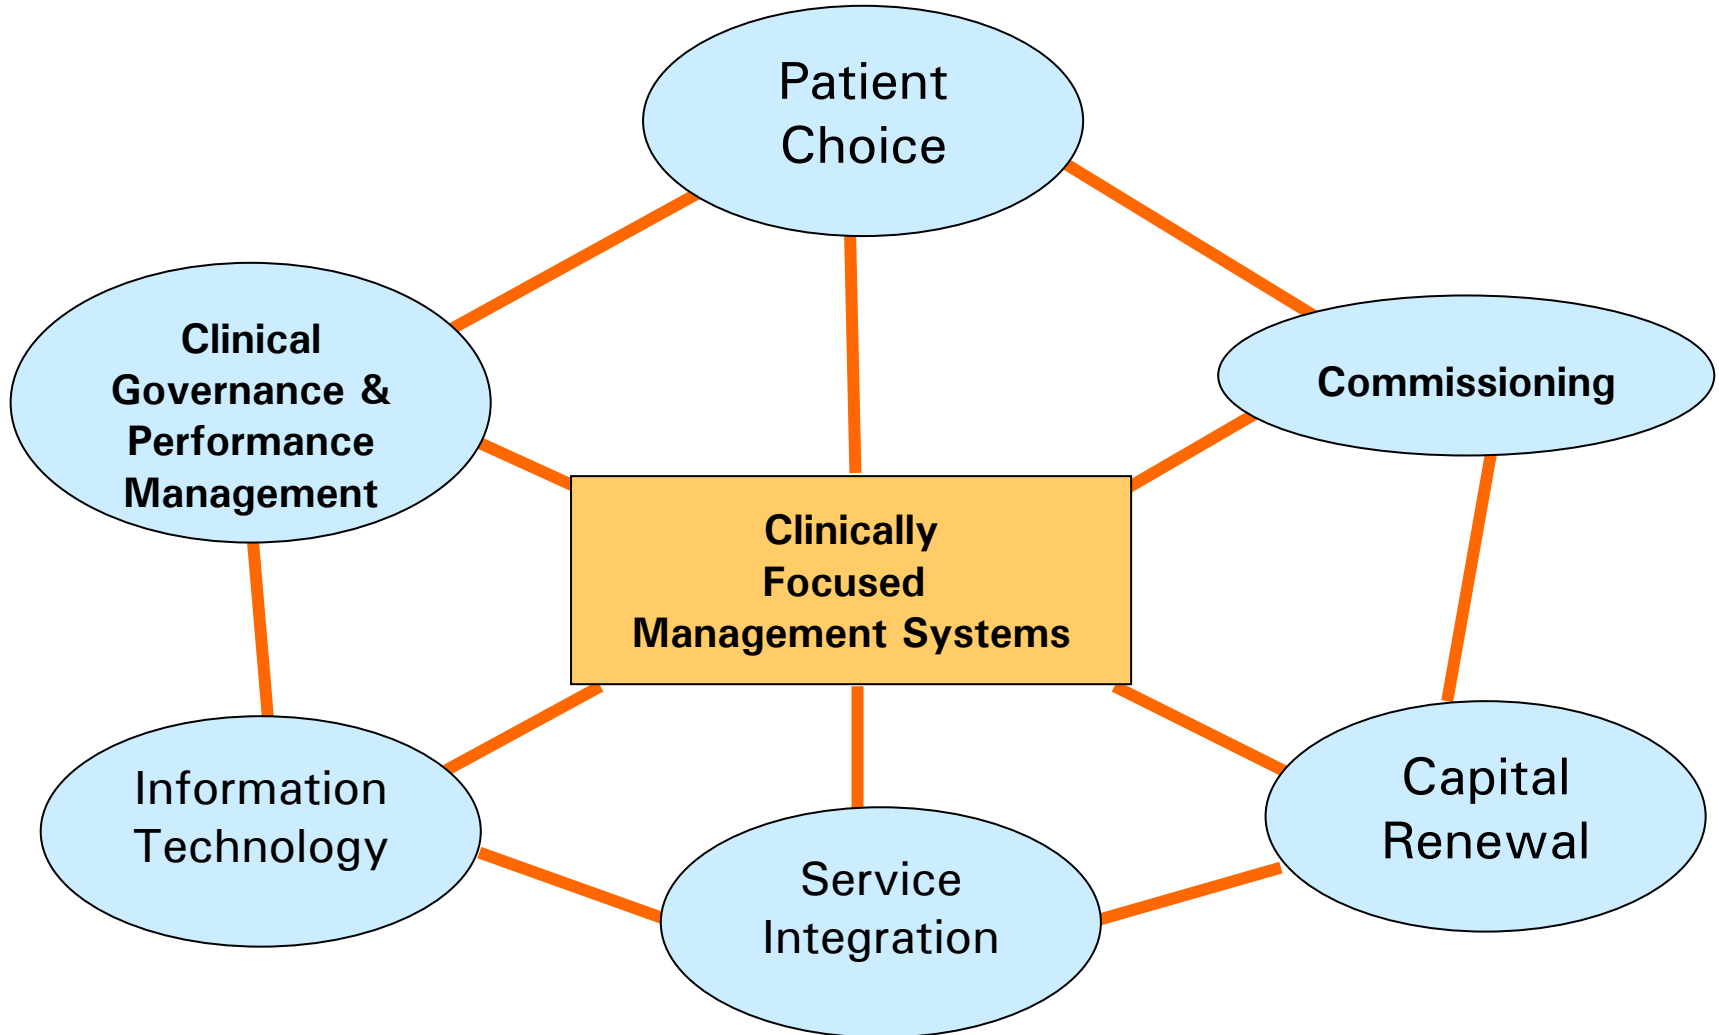 Patient
Choice
Clinical
Governance &
Performance
Management
Commissioning
Clinically
Focused
Management Systems
Information
Technology
Service
Integration
Capital
Renewal